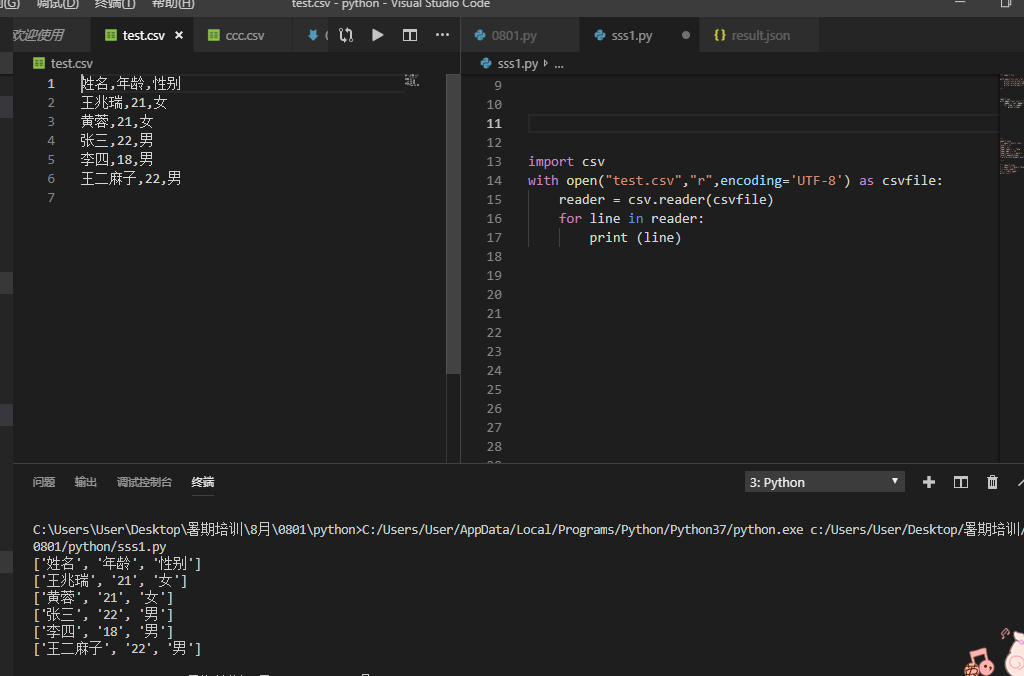 调试(D) 终端(T) 帮助(H) test.csv - python - Visual Studio Code
欢迎使用 test.csv ccc.csv 0801.py sss1.py result.json
test.csv
1 姓名,年龄,性别
2 王兆瑞,21,女
3 黄蓉,21,女
4 张三,22,男
5 李四,18,男
6 王二麻子,22,男
7
sss1.py ...
9
10
11
12
13 import csv
14 with open("test.csv","r",encoding='UTF-8') as csvfile:
15 reader = csv.reader(csvfile)
16 for line in reader:
17 print (line)
18
19
20
21
22
23
24
25
26
27
28
问题 输出 调试控制台 终端 3: Python
C:\Users\User\Desktop\暑期培训\8月\0801\python>C:/Users/User/AppData/Local/Programs/Python/Python37/python.exe c:/Users/User/Desktop/暑期培训/
0801/python/sss1.py
['姓名', '年龄', '性别']
['王兆瑞', '21', '女']
['黄蓉', '21', '女']
['张三', '22', '男']
['李四', '18', '男']
['王二麻子', '22', '男']